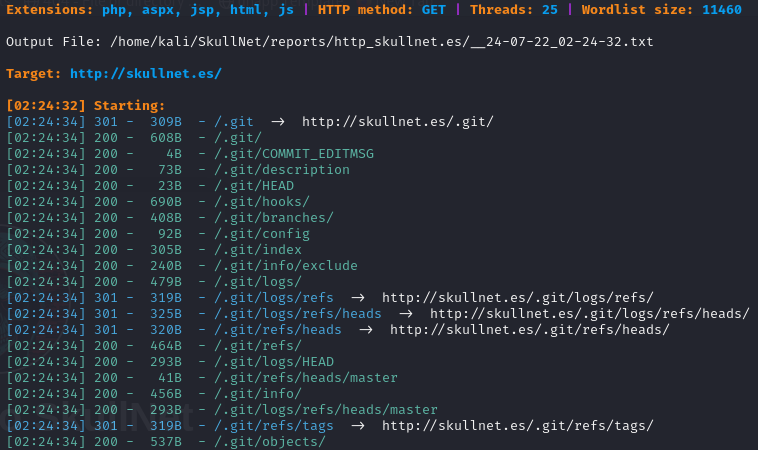 Extensions: php, aspx, jsp, html, js | HTTP method: GET | Threads: 25 | Wordlist size: 11460
Output File: /home/kali/SkullNet/reports/http_skullnet.es/__24-07-22_02-24-32.txt
Target: http://skullnet.es/
[02:24:32] Starting:
[02:24:34] 301 -  309B  - /.git  ->  http://skullnet.es/.git/
[02:24:34] 200 -  608B  - /.git/
[02:24:34] 200 -    4B  - /.git/COMMIT_EDITMSG
[02:24:34] 200 -   73B  - /.git/description
[02:24:34] 200 -   23B  - /.git/HEAD
[02:24:34] 200 -  690B  - /.git/hooks/
[02:24:34] 200 -  408B  - /.git/branches/
[02:24:34] 200 -   92B  - /.git/config
[02:24:34] 200 -  305B  - /.git/index
[02:24:34] 200 -  240B  - /.git/info/exclude
[02:24:34] 200 -  479B  - /.git/logs/
[02:24:34] 301 -  319B  - /.git/logs/refs  ->  http://skullnet.es/.git/logs/refs/
[02:24:34] 301 -  325B  - /.git/logs/refs/heads  ->  http://skullnet.es/.git/logs/refs/heads/
[02:24:34] 301 -  320B  - /.git/refs/heads  ->  http://skullnet.es/.git/refs/heads/
[02:24:34] 200 -  464B  - /.git/refs/
[02:24:34] 200 -  293B  - /.git/logs/HEAD
[02:24:34] 200 -   41B  - /.git/refs/heads/master
[02:24:34] 200 -  456B  - /.git/info/
[02:24:34] 200 -  293B  - /.git/logs/refs/heads/master
[02:24:34] 301 -  319B  - /.git/refs/tags  ->  http://skullnet.es/.git/refs/tags/
[02:24:34] 200 -  537B  - /.git/objects/